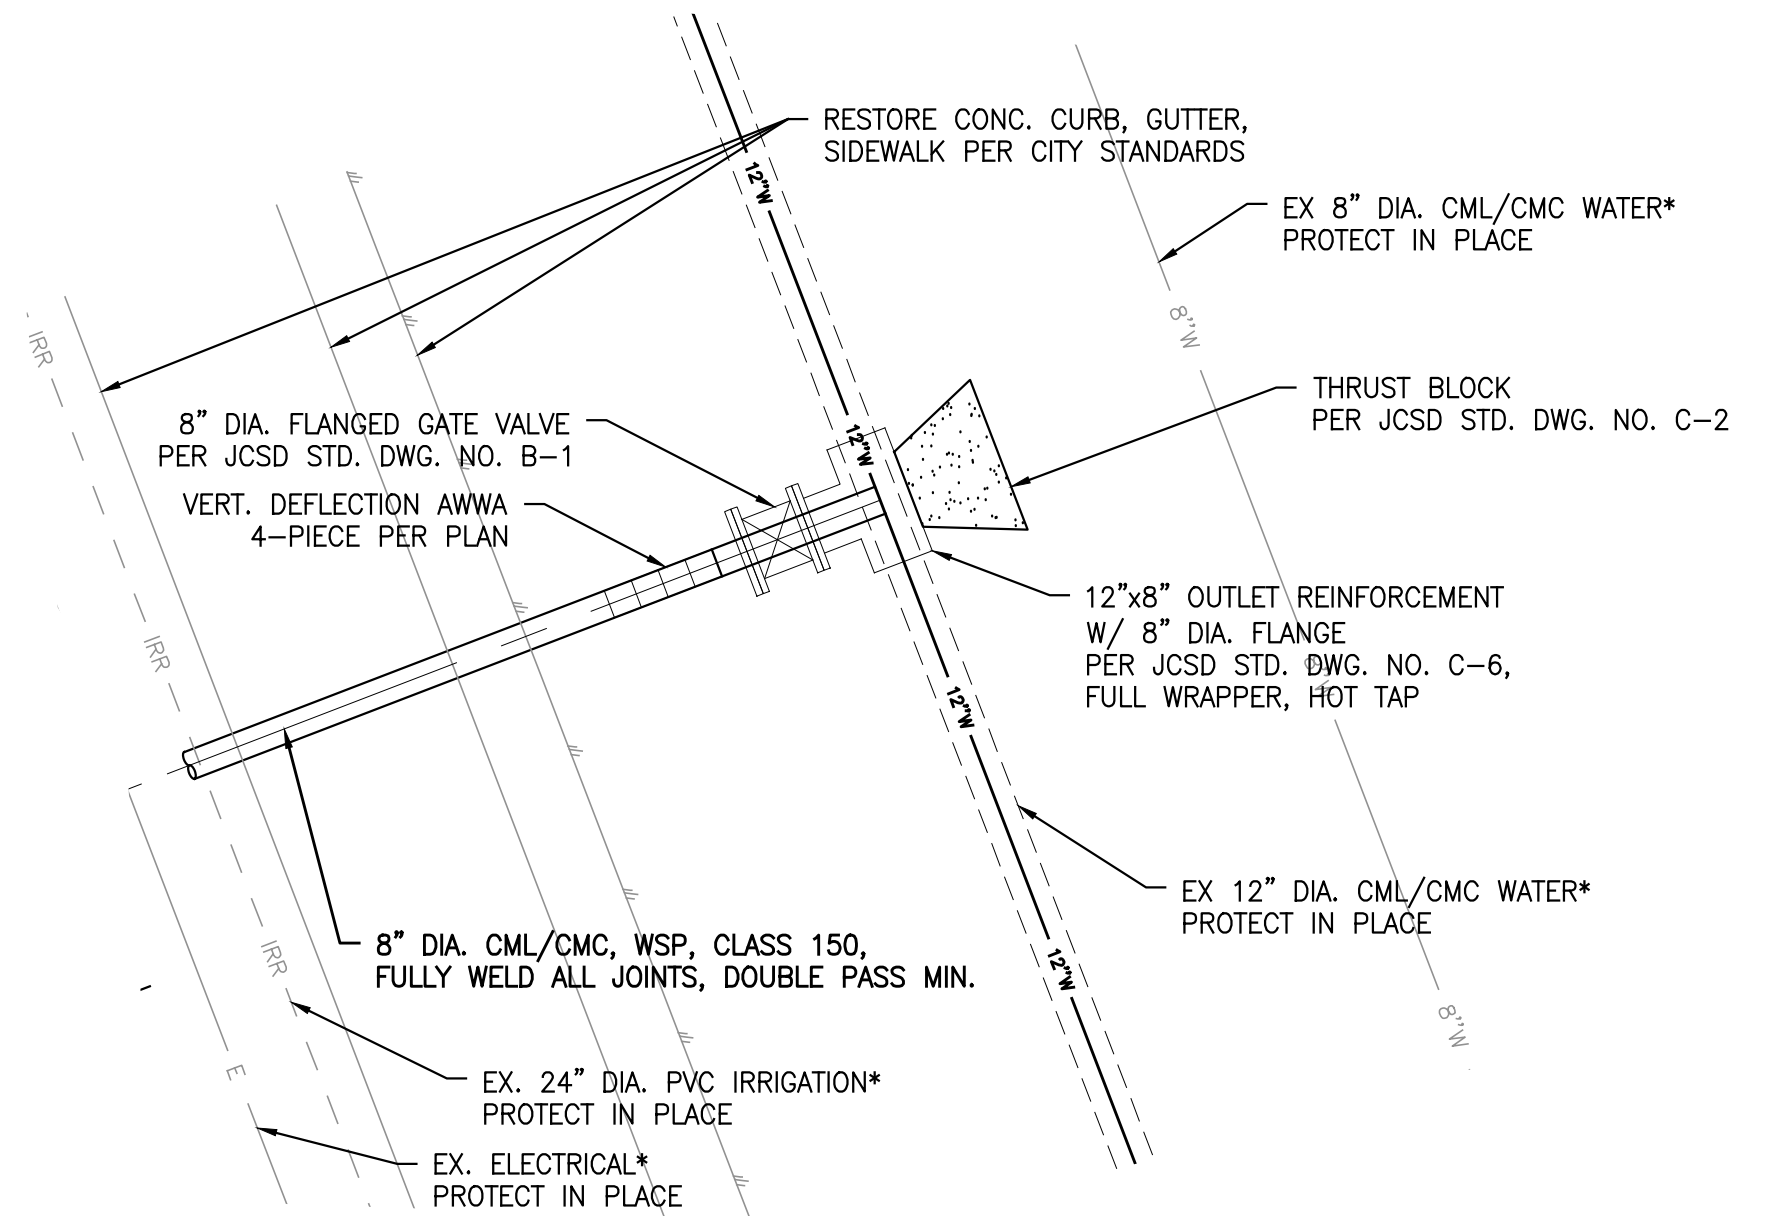 RESTORE CONC. CURB, GUTTER,
SIDEWALK PER CITY STANDARDS
12"W
EX 8" DIA. CML/CMC WATER*
PROTECT IN PLACE
8"W
IRR
THRUST BLOCK
PER JCSD STD. DWG. NO. C-2
8" DIA. FLANGED GATE VALVE
PER JCSD STD. DWG. NO. B-1
12"W
VERT. DEFLECTION AWWA
4-PIECE PER PLAN
12"x8" OUTLET REINFORCEMENT
W/ 8" DIA. FLANGE
PER JCSD STD. DWG. NO. C-6,
FULL WRAPPER, HOT TAP
8"W
IRR
12"W
EX 12" DIA. CML/CMC WATER*
PROTECT IN PLACE
8" DIA. CML/CMC, WSP, CLASS 150,
FULLY WELD ALL JOINTS, DOUBLE PASS MIN.
IRR
12"W
8"W
E
EX. 24" DIA. PVC IRRIGATION*
PROTECT IN PLACE
EX. ELECTRICAL*
PROTECT IN PLACE